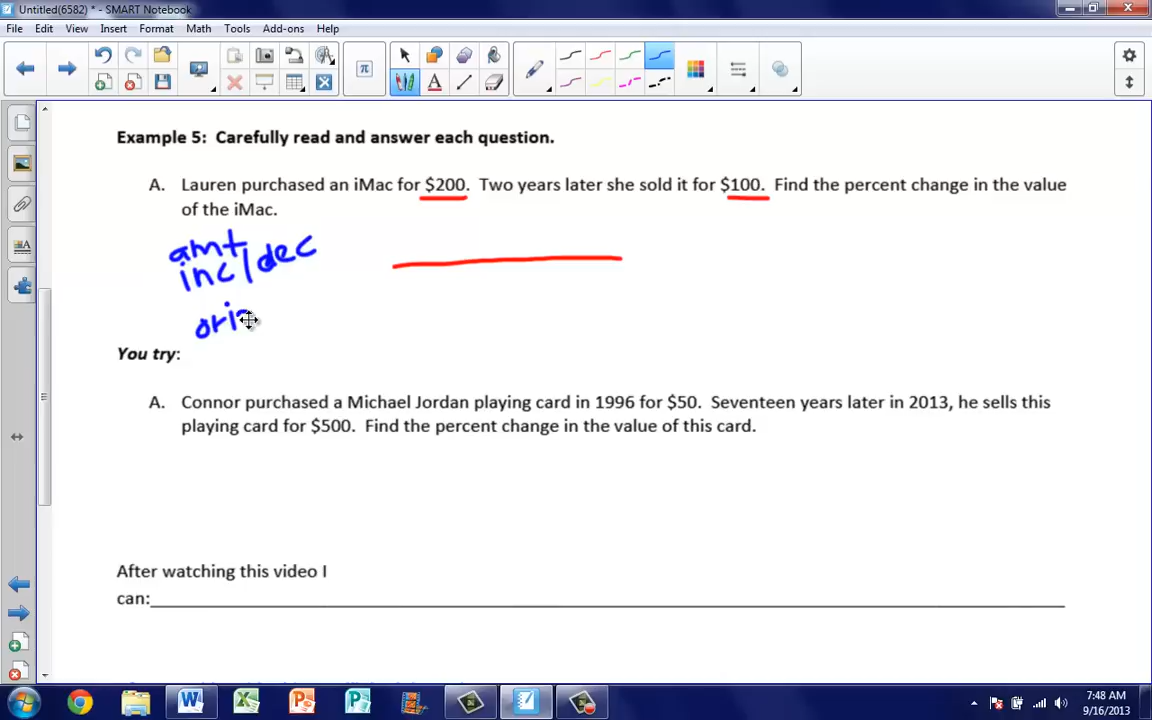 Untitled(6582) * - SMART Notebook
File Edit View Insert Format Math Tools Add-ons Help
π
A
Example 5: Carefully read and answer each question.
A. Lauren purchased an iMac for $200. Two years later she sold it for $100. Find the percent change in the value
of the iMac.
amt
inc/dec
ori
You try:
A. Connor purchased a Michael Jordan playing card in 1996 for $50. Seventeen years later in 2013, he sells this
playing card for $500. Find the percent change in the value of this card.
After watching this video I
can:
7:48 AM
9/16/2013